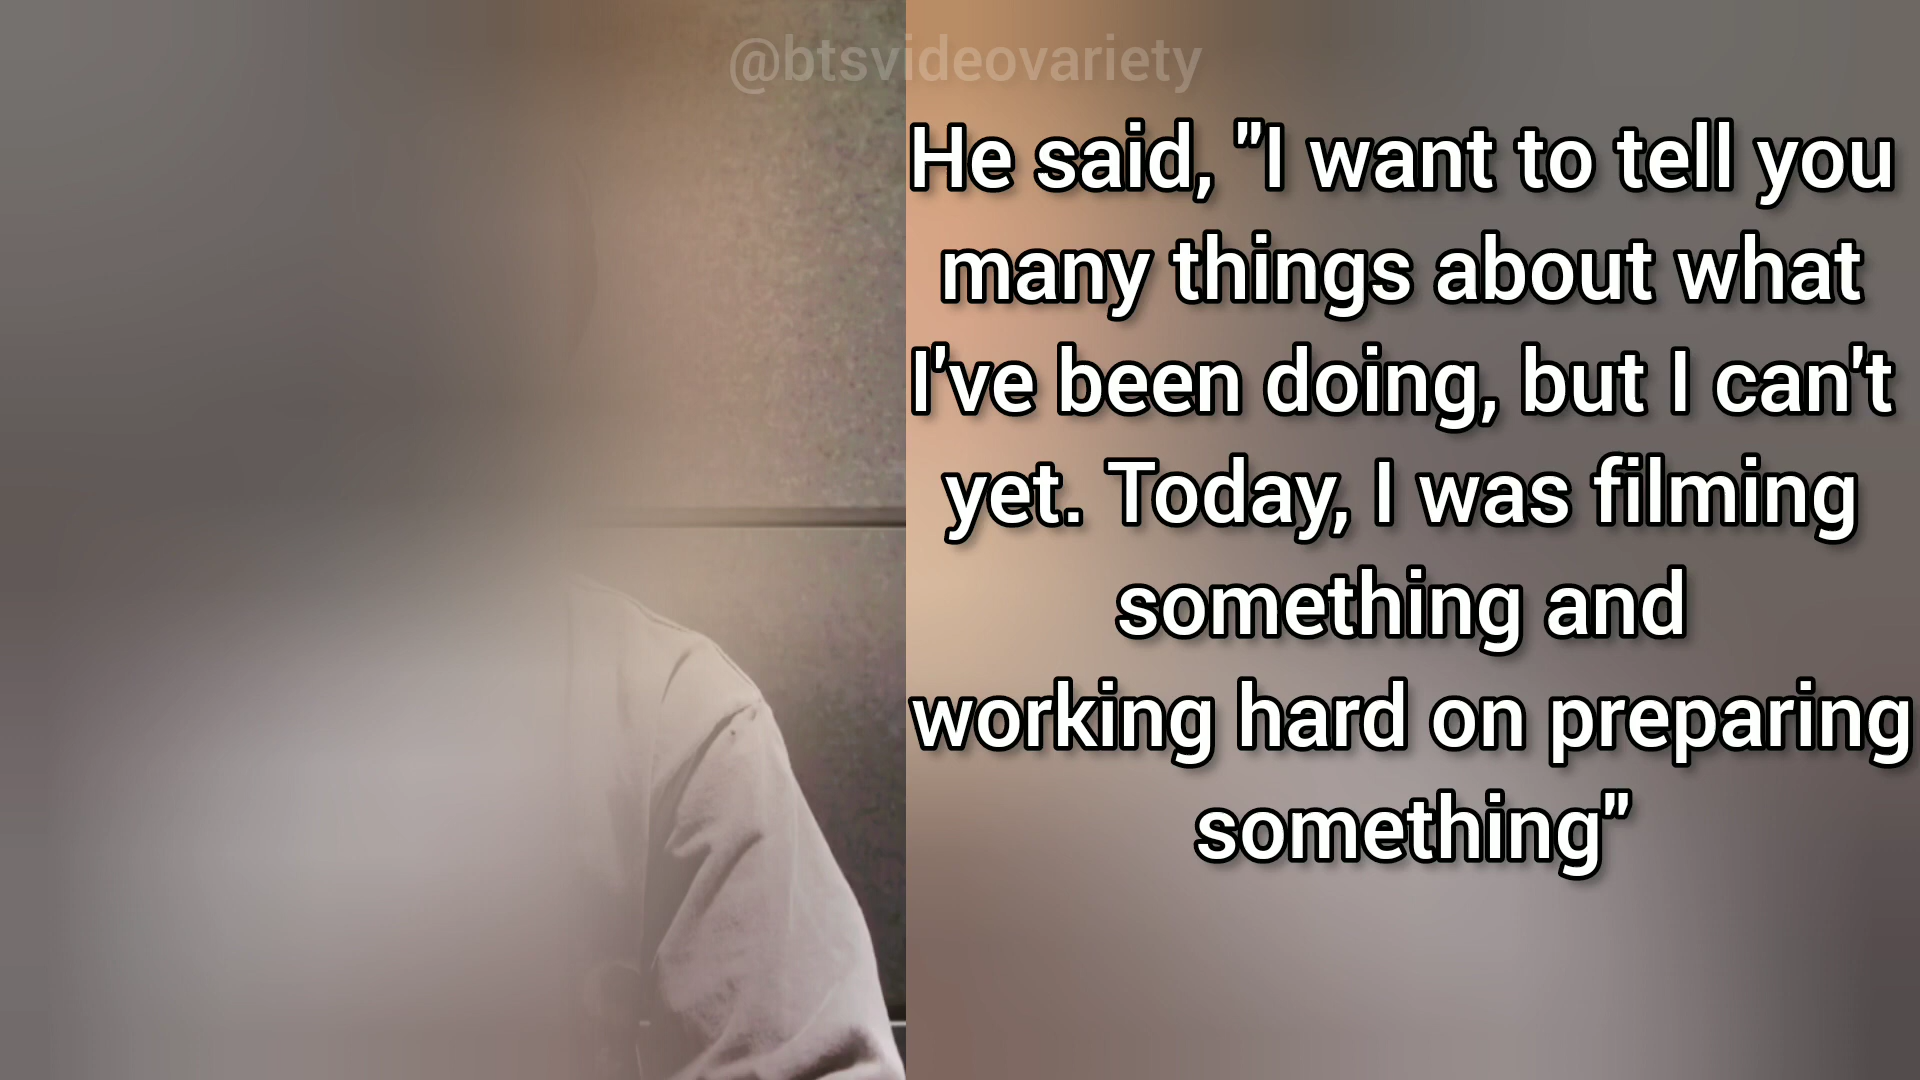 @btsvideovariety
He said, "I want to tell you
many things about what
I've been doing, but I can't
yet. Today, I was filming
something and
working hard on preparing
something"